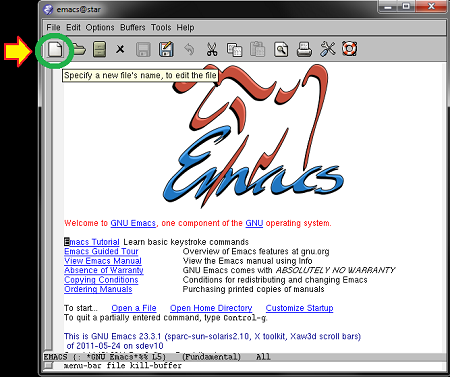 emacs@star
File Edit Options Buffers Tools Help
Specify a new file's name, to edit the file
Emacs
Welcome to GNU Emacs, one component of the GNU operating system.
Emacs Tutorial Learn basic keystroke commands
Emacs Guided Tour Overview of Emacs features at gnu.org
View Emacs Manual View the Emacs manual using Info
Absence of Warranty GNU Emacs comes with ABSOLUTELY NO WARRANTY
Copying Conditions Conditions for redistributing and changing Emacs
Ordering Manuals Purchasing printed copies of manuals
To start... Open a File Open Home Directory Customize Startup
To quit a partially entered command, type Control-g.
This is GNU Emacs 23.3.1 (sparc-sun-solaris2.10, X toolkit, Xaw3d scroll bars)
of 2011-05-24 on sdev10
EMACS (: *GNU Emacs*%% L5) (Fundamental) All
menu-bar file kill-buffer